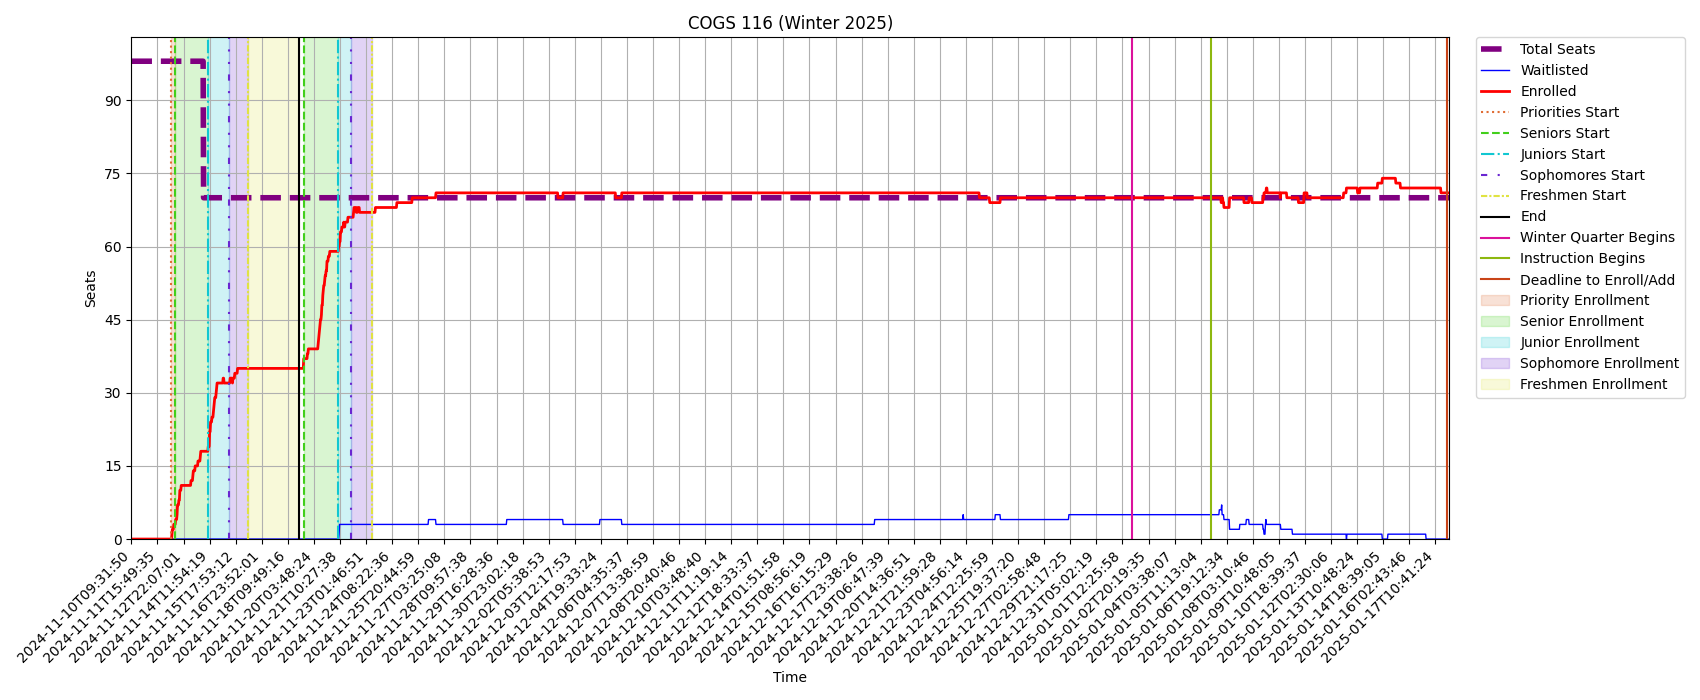 COGS 116 (Winter 2025)
Seats
90
75
60
45
30
15
0
2024-11-10T09:31:50
2024-11-11T15:49:35
2024-11-12T22:07:01
2024-11-14T11:54:19
2024-11-15T17:53:12
2024-11-16T23:52:01
2024-11-18T09:49:16
2024-11-20T03:48:24
2024-11-21T10:27:38
2024-11-23T01:46:51
2024-11-24T08:22:36
2024-11-25T20:44:59
2024-11-27T03:25:08
2024-11-28T09:57:38
2024-11-29T16:28:36
2024-11-30T23:02:18
2024-12-02T05:38:53
2024-12-03T12:17:53
2024-12-04T19:33:24
2024-12-06T04:35:37
2024-12-07T13:38:59
2024-12-08T20:40:46
2024-12-10T03:48:40
2024-12-11T11:19:14
2024-12-12T18:33:37
2024-12-14T01:51:58
2024-12-15T08:56:19
2024-12-16T16:15:29
2024-12-17T23:38:26
2024-12-19T06:47:39
2024-12-20T14:36:51
2024-12-21T21:59:28
2024-12-23T04:56:14
2024-12-24T12:25:59
2024-12-25T19:37:20
2024-12-27T02:58:48
2024-12-29T21:17:25
2024-12-31T05:02:19
2025-01-01T12:25:58
2025-01-02T20:19:35
2025-01-04T03:38:07
2025-01-05T11:13:04
2025-01-06T19:12:34
2025-01-08T03:10:46
2025-01-09T10:48:05
2025-01-10T18:39:37
2025-01-12T02:30:06
2025-01-13T10:48:24
2025-01-14T18:39:05
2025-01-16T02:43:46
2025-01-17T10:41:24
Time
Total Seats
Waitlisted
Enrolled
Priorities Start
Seniors Start
Juniors Start
Sophomores Start
Freshmen Start
End
Winter Quarter Begins
Instruction Begins
Deadline to Enroll/Add
Priority Enrollment
Senior Enrollment
Junior Enrollment
Sophomore Enrollment
Freshmen Enrollment